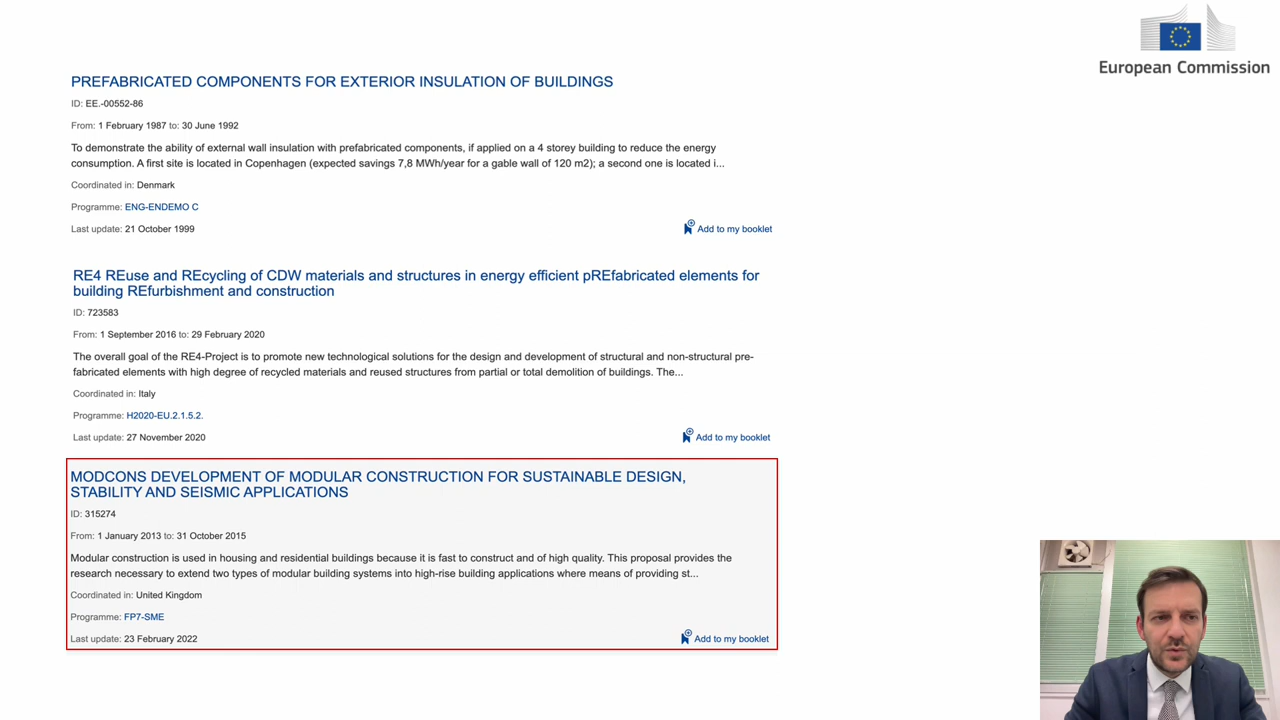 European Commission
PREFABRICATED COMPONENTS FOR EXTERIOR INSULATION OF BUILDINGS
ID: EE.-00552-86
From: 1 February 1987 to: 30 June 1992
To demonstrate the ability of external wall insulation with prefabricated components, if applied on a 4 storey building to reduce the energy
consumption. A first site is located in Copenhagen (expected savings 7,8 MWh/year for a gable wall of 120 m2); a second one is located i...
Coordinated in: Denmark
Programme: ENG-ENDEMO C
Last update: 21 October 1999
Add to my booklet
RE4 REuse and REcycling of CDW materials and structures in energy efficient pREfabricated elements for
building REfurbishment and construction
ID: 723583
From: 1 September 2016 to: 29 February 2020
The overall goal of the RE4-Project is to promote new technological solutions for the design and development of structural and non-structural pre-
fabricated elements with high degree of recycled materials and reused structures from partial or total demolition of buildings. The...
Coordinated in: Italy
Programme: H2020-EU.2.1.5.2.
Last update: 27 November 2020
Add to my booklet
MODCONS DEVELOPMENT OF MODULAR CONSTRUCTION FOR SUSTAINABLE DESIGN,
STABILITY AND SEISMIC APPLICATIONS
ID: 315274
From: 1 January 2013 to: 31 October 2015
Modular construction is used in housing and residential buildings because it is fast to construct and of high quality. This proposal provides the
research necessary to extend two types of modular building systems into high-rise building applications where means of providing st...
Coordinated in: United Kingdom
Programme: FP7-SME
Last update: 23 February 2022
Add to my booklet